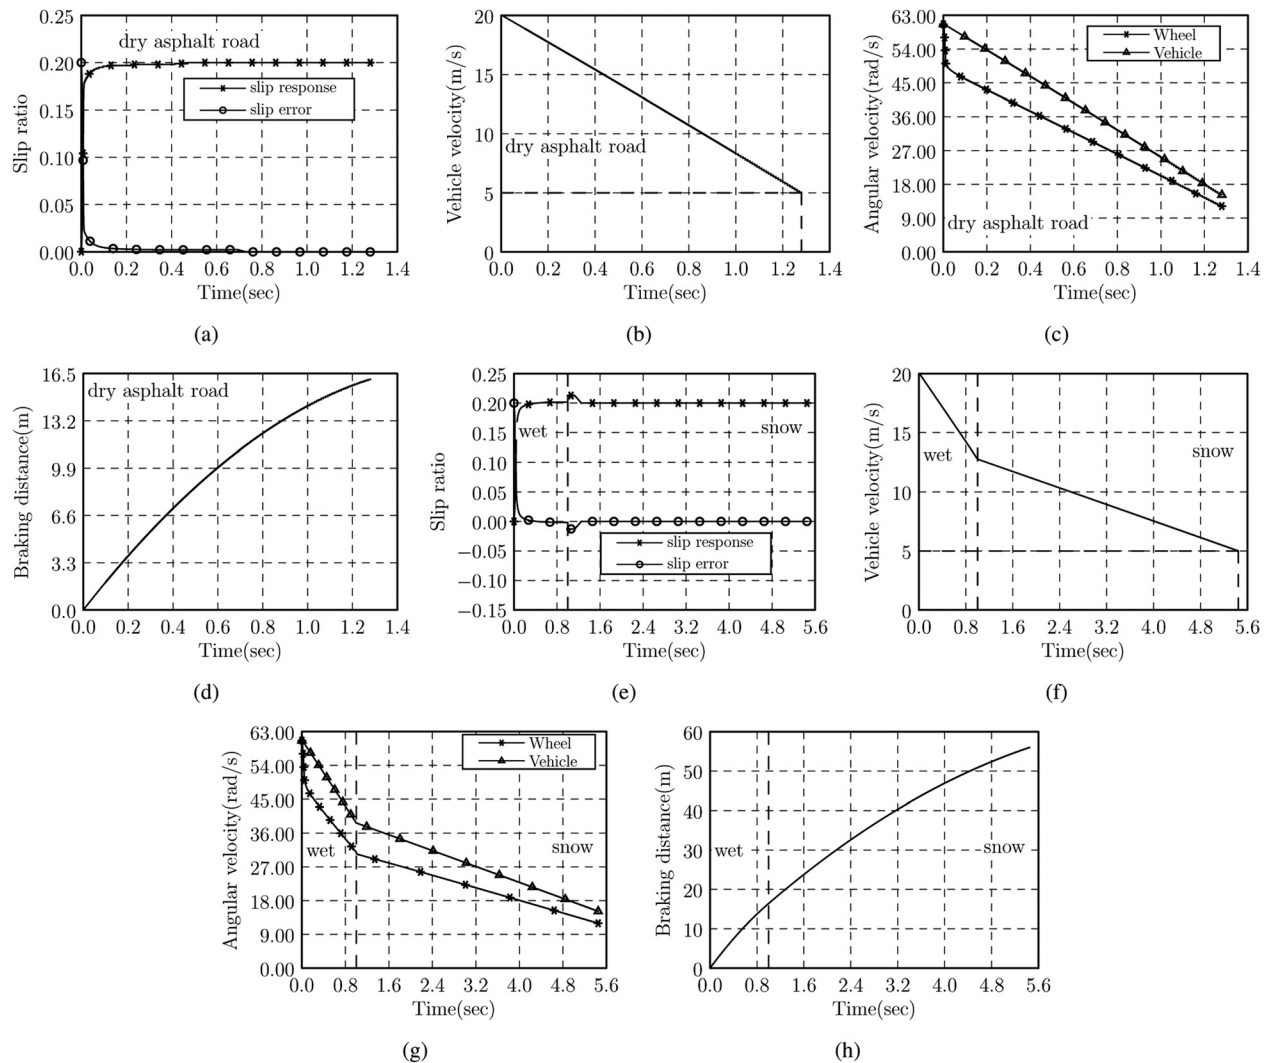 0.25
0.20
0.15
0.10
0.05
0.00
Slip ratio
dry asphalt road
slip response
slip error
0.0 0.2 0.4 0.6 0.8 1.0 1.2 1.4
Time(sec)
(a)
20
15
10
5
0
Vehicle velocity(m/s)
dry asphalt road
0.0 0.2 0.4 0.6 0.8 1.0 1.2 1.4
Time(sec)
(b)
63.00
54.00
45.00
36.00
27.00
18.00
9.00
0.00
Angular velocity(rad/s)
Wheel
Vehicle
dry asphalt road
0.0 0.2 0.4 0.6 0.8 1.0 1.2 1.4
Time(sec)
(c)
16.5
13.2
9.9
6.6
3.3
0.0
Braking distance(m)
dry asphalt road
0.0 0.2 0.4 0.6 0.8 1.0 1.2 1.4
Time(sec)
(d)
0.25
0.20
0.15
0.10
0.05
0.00
−0.05
−0.10
−0.15
Slip ratio
wet snow
slip response
slip error
0.0 0.8 1.6 2.4 3.2 4.0 4.8 5.6
Time(sec)
(e)
20
15
10
5
0
Vehicle velocity(m/s)
wet snow
0.0 0.8 1.6 2.4 3.2 4.0 4.8 5.6
Time(sec)
(f)
63.00
54.00
45.00
36.00
27.00
18.00
9.00
0.00
Angular velocity(rad/s)
Wheel
Vehicle
wet snow
0.0 0.8 1.6 2.4 3.2 4.0 4.8 5.6
Time(sec)
(g)
60
50
40
30
20
10
0
Braking distance(m)
wet snow
0.0 0.8 1.6 2.4 3.2 4.0 4.8 5.6
Time(sec)
(h)